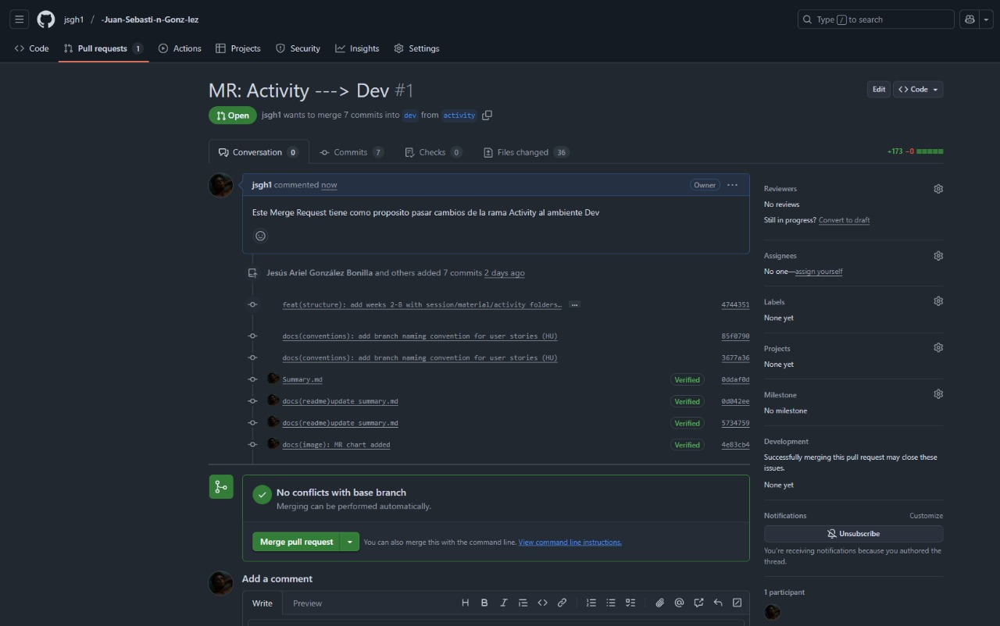 jsgh1 / -Juan-Sebasti-n-Gonz-lez
Type / to search
Code
Pull requests 1
Actions
Projects
Security
Insights
Settings
MR: Activity ---> Dev #1
Edit
<> Code
Open
jsgh1 wants to merge 7 commits into dev from activity
Conversation 0
Commits 7
Checks 0
Files changed 36
+173 −0
jsgh1 commented now
Owner
Este Merge Request tiene como proposito pasar cambios de la rama Activity al ambiente Dev
Jesús Ariel González Bonilla and others added 7 commits 2 days ago
feat(structure): add weeks 2-8 with session/material/activity folders… ... 4744351
docs(conventions): add branch naming convention for user stories (HU) 85f0790
docs(conventions): add branch naming convention for user stories (HU) 3677a36
Summary.md Verified 0ddaf0d
docs(readme)update summary.md Verified 0d042ee
docs(readme)update summary.md Verified 5734759
docs(image): MR chart added Verified 4e83cb4
No conflicts with base branch
Merging can be performed automatically.
Merge pull request
You can also merge this with the command line. View command line instructions.
Add a comment
Write
Preview
Reviewers
No reviews
Still in progress? Convert to draft
Assignees
No one—assign yourself
Labels
None yet
Projects
None yet
Milestone
No milestone
Development
Successfully merging this pull request may close these
issues.
None yet
Notifications
Customize
Unsubscribe
You're receiving notifications because you authored the
thread.
1 participant